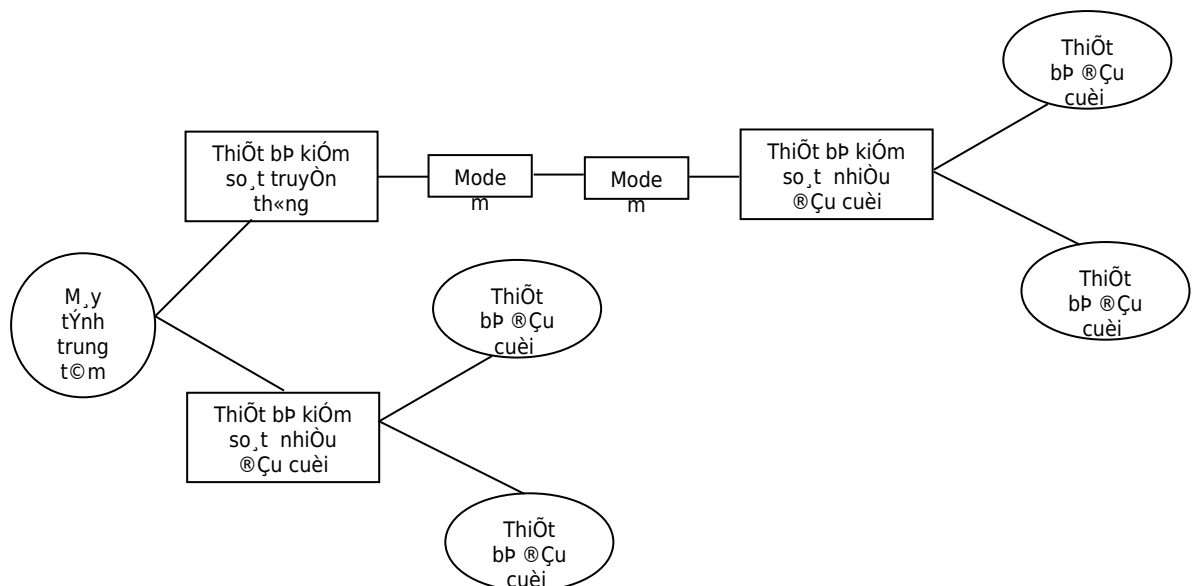 ThiÕt
bÞ ®Çu
cuèi
ThiÕt bÞ kiÓm
so¸t truyÒn
th«ng
Mode
m
Mode
m
ThiÕt bÞ kiÓm
so¸t nhiÒu
®Çu cuèi
ThiÕt
bÞ ®Çu
cuèi
M¸y
tÝnh
trung
t©m
ThiÕt
bÞ ®Çu
cuèi
ThiÕt bÞ kiÓm
so¸t nhiÒu
®Çu cuèi
ThiÕt
bÞ ®Çu
cuèi